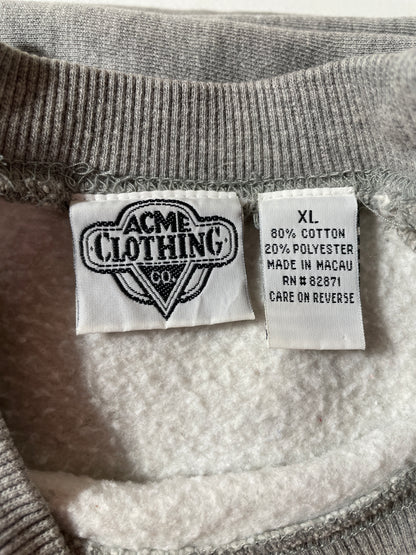 ACME
CLOTHING
CO.
XL
80% COTTON
20% POLYESTER
MADE IN MACAU
RN# 82871
CARE ON REVERSE